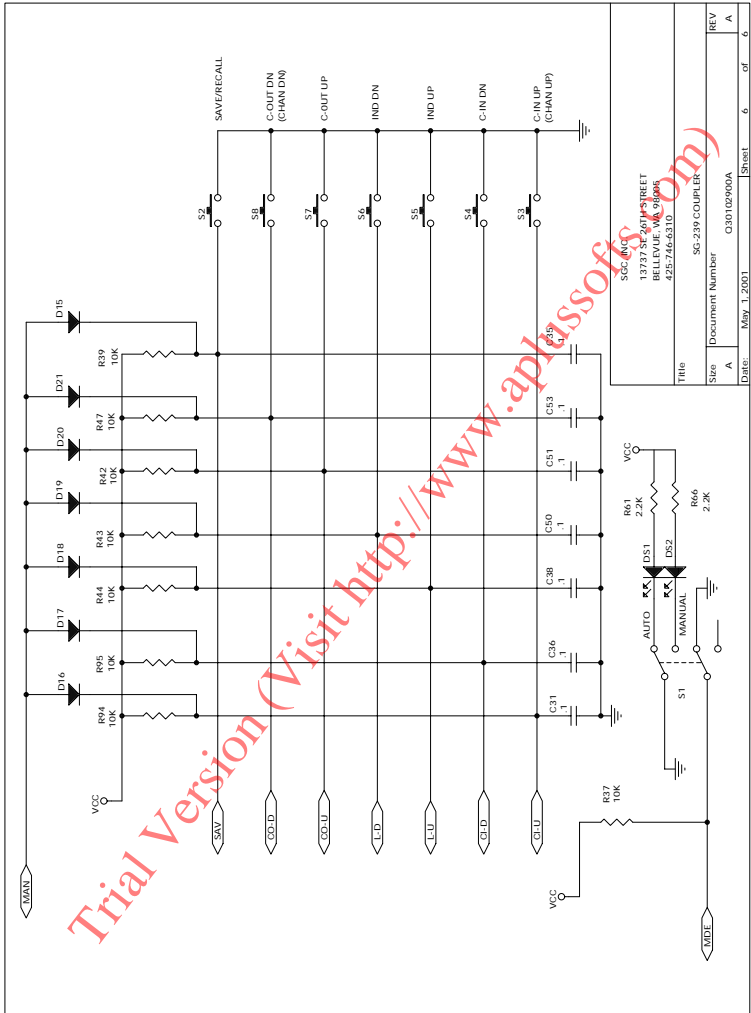 MAN
D16
D17
D18
D19
D20
D21
D15
VCC
R94
10K
R95
10K
R44
10K
R43
10K
R42
10K
R47
10K
R39
10K
SAV
S2
SAVE/RECALL
CO-D
S8
C-OUT DN
(CHAN DN)
CO-U
S7
C-OUT UP
L-D
S6
IND DN
L-U
S5
IND UP
CI-D
S4
C-IN DN
CI-U
S3
C-IN UP
(CHAN UP)
C31
.1
C36
.1
C38
.1
C50
.1
C51
.1
C53
.1
C35
.1
VCC
R37
10K
MDE
S1
AUTO
MANUAL
DS1
DS2
R61
2.2K
R66
2.2K
VCC
SGC, INC.
13737 SE 26TH STREET
BELLEVUE, WA 98005
425-746-6310
Title
SG-239 COUPLER
Size
Document Number
REV
A
Q30102900A
A
Date:
May 1, 2001
Sheet
6
of
6
Trial Version (Visit http://www.aplussofts.com)